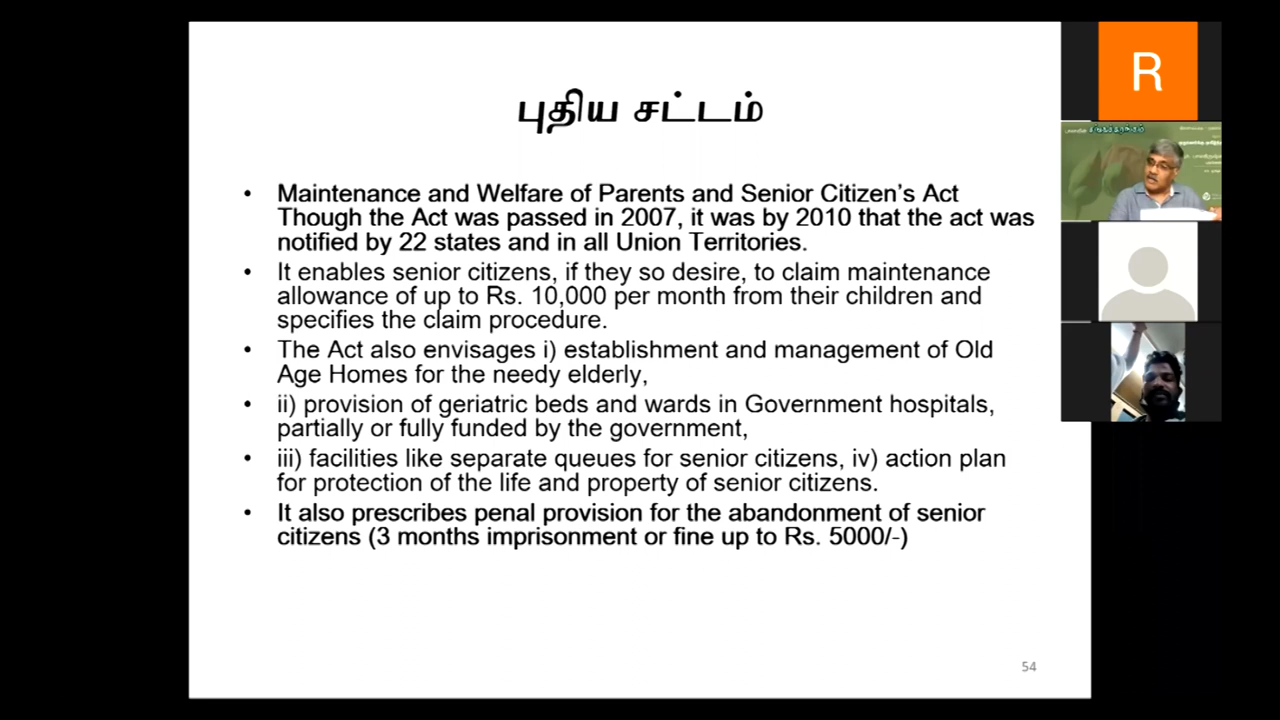 புதிய சட்டம்
• Maintenance and Welfare of Parents and Senior Citizen's Act
Though the Act was passed in 2007, it was by 2010 that the act was
notified by 22 states and in all Union Territories.
• It enables senior citizens, if they so desire, to claim maintenance
allowance of up to Rs. 10,000 per month from their children and
specifies the claim procedure.
• The Act also envisages i) establishment and management of Old
Age Homes for the needy elderly,
• ii) provision of geriatric beds and wards in Government hospitals,
partially or fully funded by the government,
• iii) facilities like separate queues for senior citizens, iv) action plan
for protection of the life and property of senior citizens.
• It also prescribes penal provision for the abandonment of senior
citizens (3 months imprisonment or fine up to Rs. 5000/-)
54
R